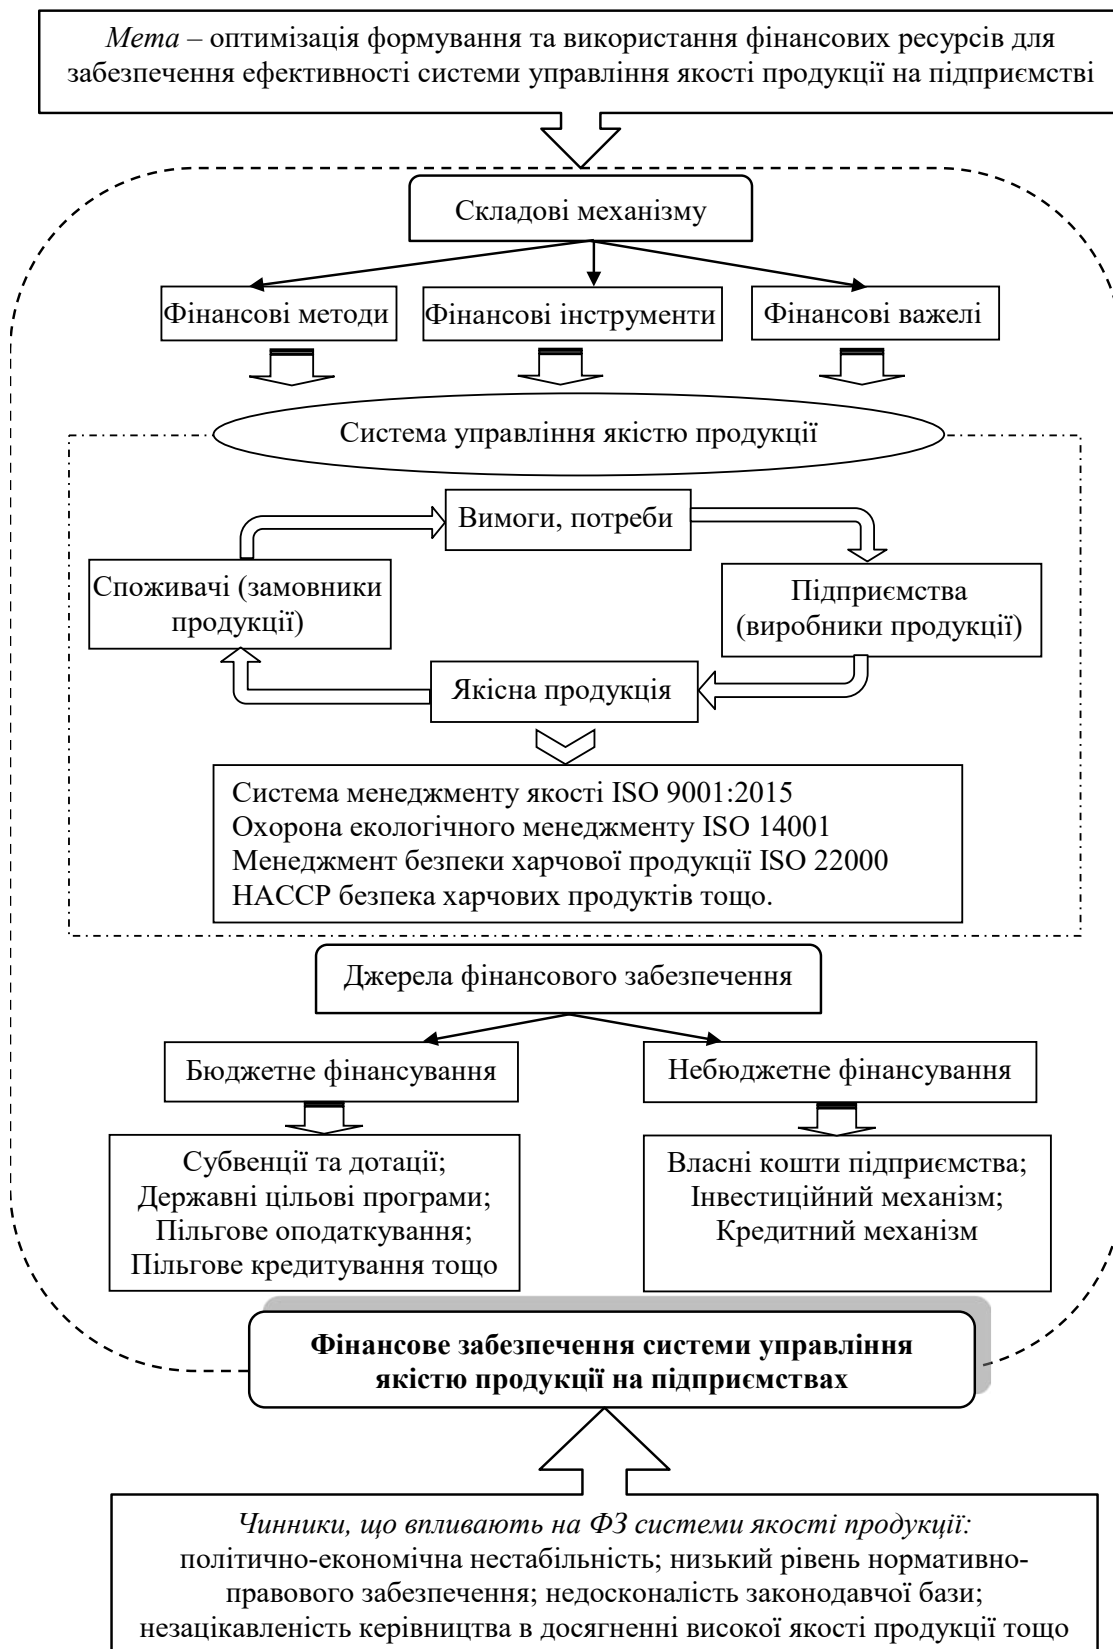 Мета – оптимізація формування та використання фінансових ресурсів для
забезпечення ефективності системи управління якості продукції на підприємстві
Складові механізму
Фінансові методи
Фінансові інструменти
Фінансові важелі
Система управління якістю продукції
Вимоги, потреби
Споживачі (замовники
продукції)
Підприємства
(виробники продукції)
Якісна продукція
Система менеджменту якості ISO 9001:2015
Охорона екологічного менеджменту ISO 14001
Менеджмент безпеки харчової продукції ISO 22000
НАССР безпека харчових продуктів тощо.
Джерела фінансового забезпечення
Бюджетне фінансування
Небюджетне фінансування
Субвенції та дотації;
Державні цільові програми;
Пільгове оподаткування;
Пільгове кредитування тощо
Власні кошти підприємства;
Інвестиційний механізм;
Кредитний механізм
Фінансове забезпечення системи управління
якістю продукції на підприємствах
Чинники, що впливають на ФЗ системи якості продукції:
політично-економічна нестабільність; низький рівень нормативно-
правового забезпечення; недосконалість законодавчої бази;
незацікавленість керівництва в досягненні високої якості продукції тощо